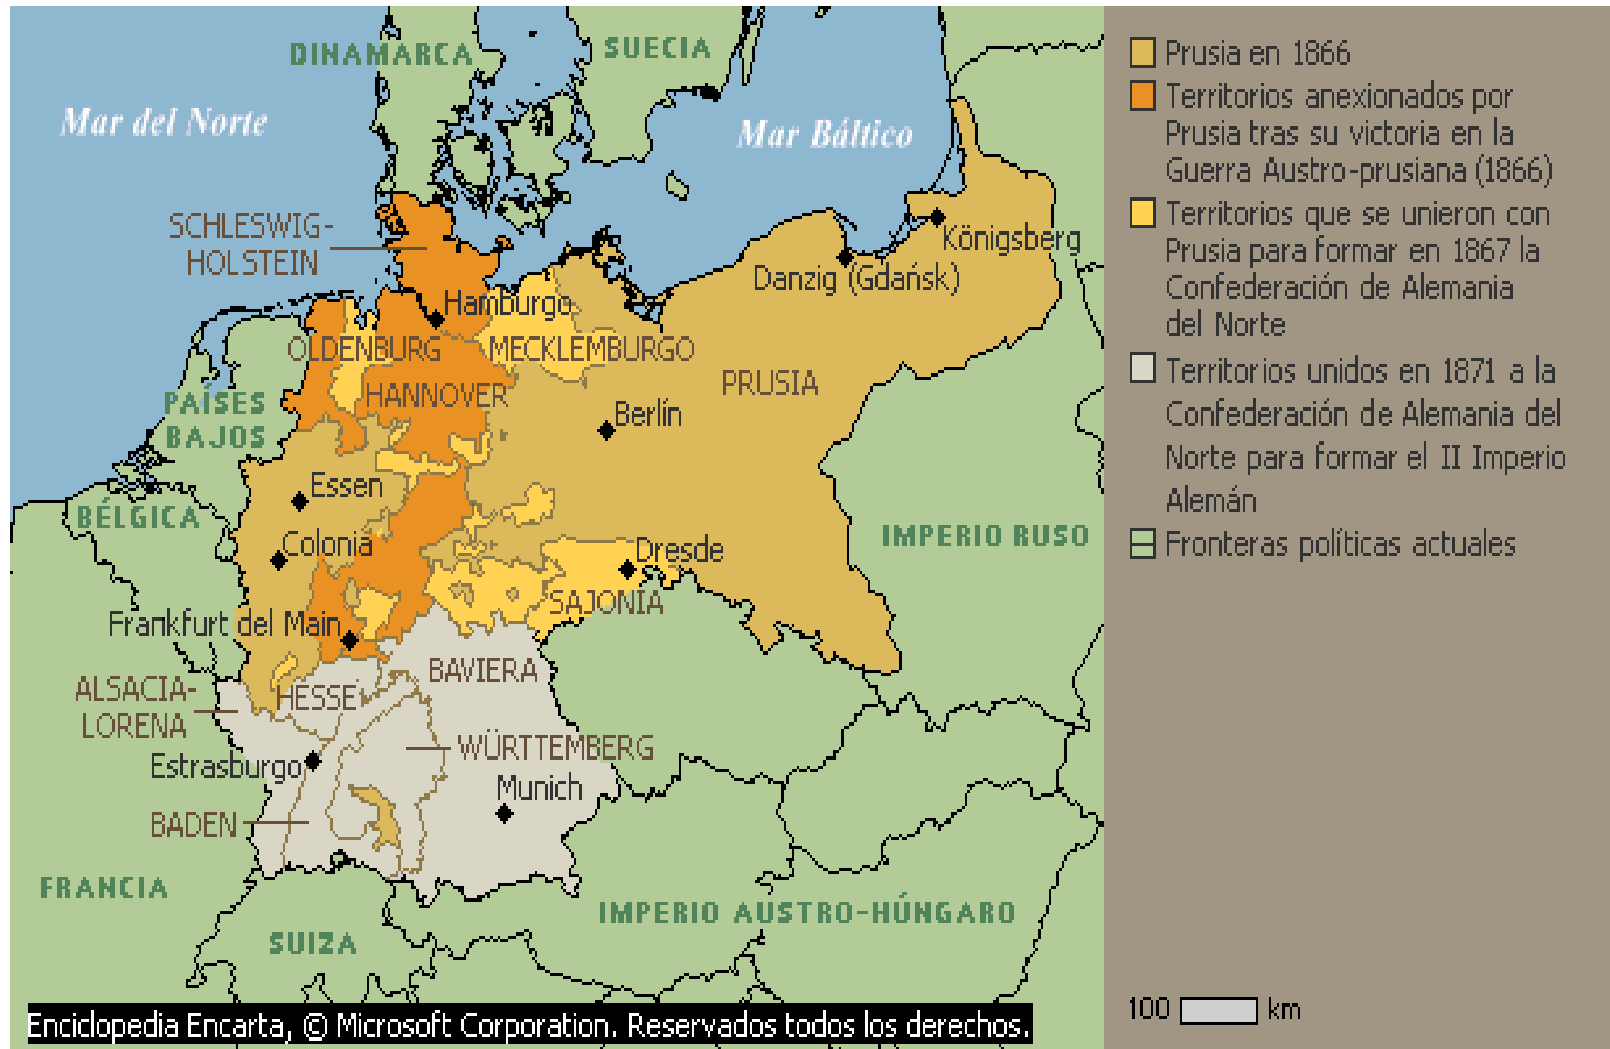 DINAMARCA
SUECIA
Mar del Norte
Mar Báltico
SCHLESWIG-
HOLSTEIN
Königsberg
Danzig (Gdańsk)
Hamburgo
OLDENBURG
MECKLEMBURGO
HANNOVER
PRUSIA
PAÍSES
BAJOS
Berlín
Essen
BÉLGICA
Colonia
Dresde
IMPERIO RUSO
SAJONIA
Frankfurt del Main
BAVIERA
ALSACIA-
LORENA
HESSE
WÜRTTEMBERG
Estrasburgo
Munich
BADEN
FRANCIA
IMPERIO AUSTRO-HÚNGARO
SUIZA
Enciclopedia Encarta, © Microsoft Corporation. Reservados todos los derechos.
Prusia en 1866
Territorios anexionados por
Prusia tras su victoria en la
Guerra Austro-prusiana (1866)
Territorios que se unieron con
Prusia para formar en 1867 la
Confederación de Alemania
del Norte
Territorios unidos en 1871 a la
Confederación de Alemania del
Norte para formar el II Imperio
Alemán
Fronteras políticas actuales
100 km